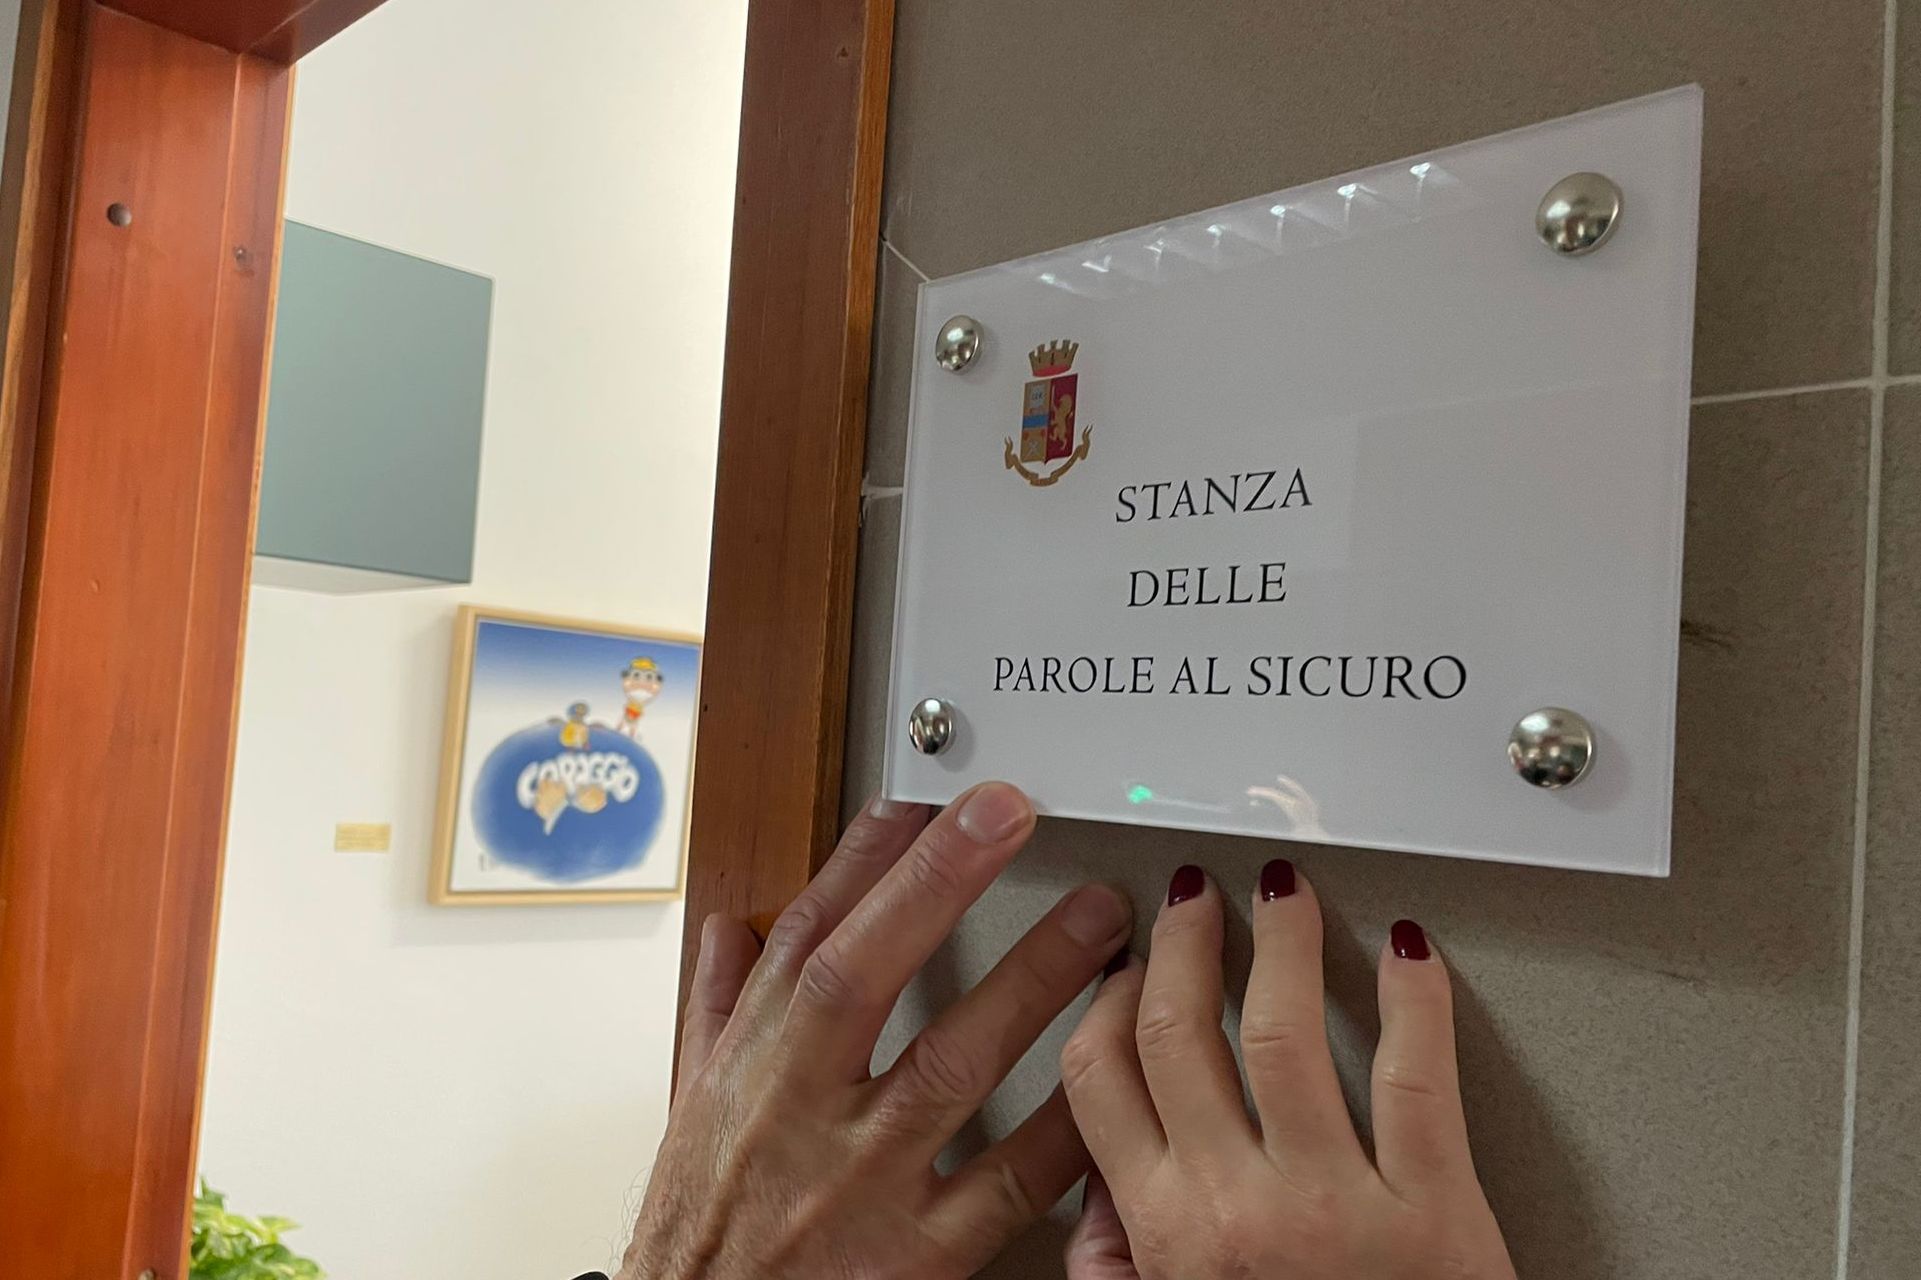 STANZA
DELLE
PAROLE AL SICURO
CORAGGIO